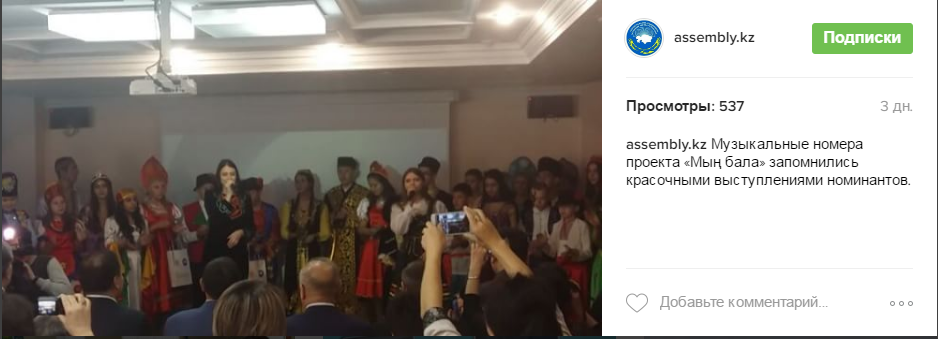 assembly.kz
Подписки
Просмотры: 537
3 дн.
assembly.kz Музыкальные номера
проекта «Мың бала» запомнились
красочными выступлениями номинантов.
Добавьте комментарий...